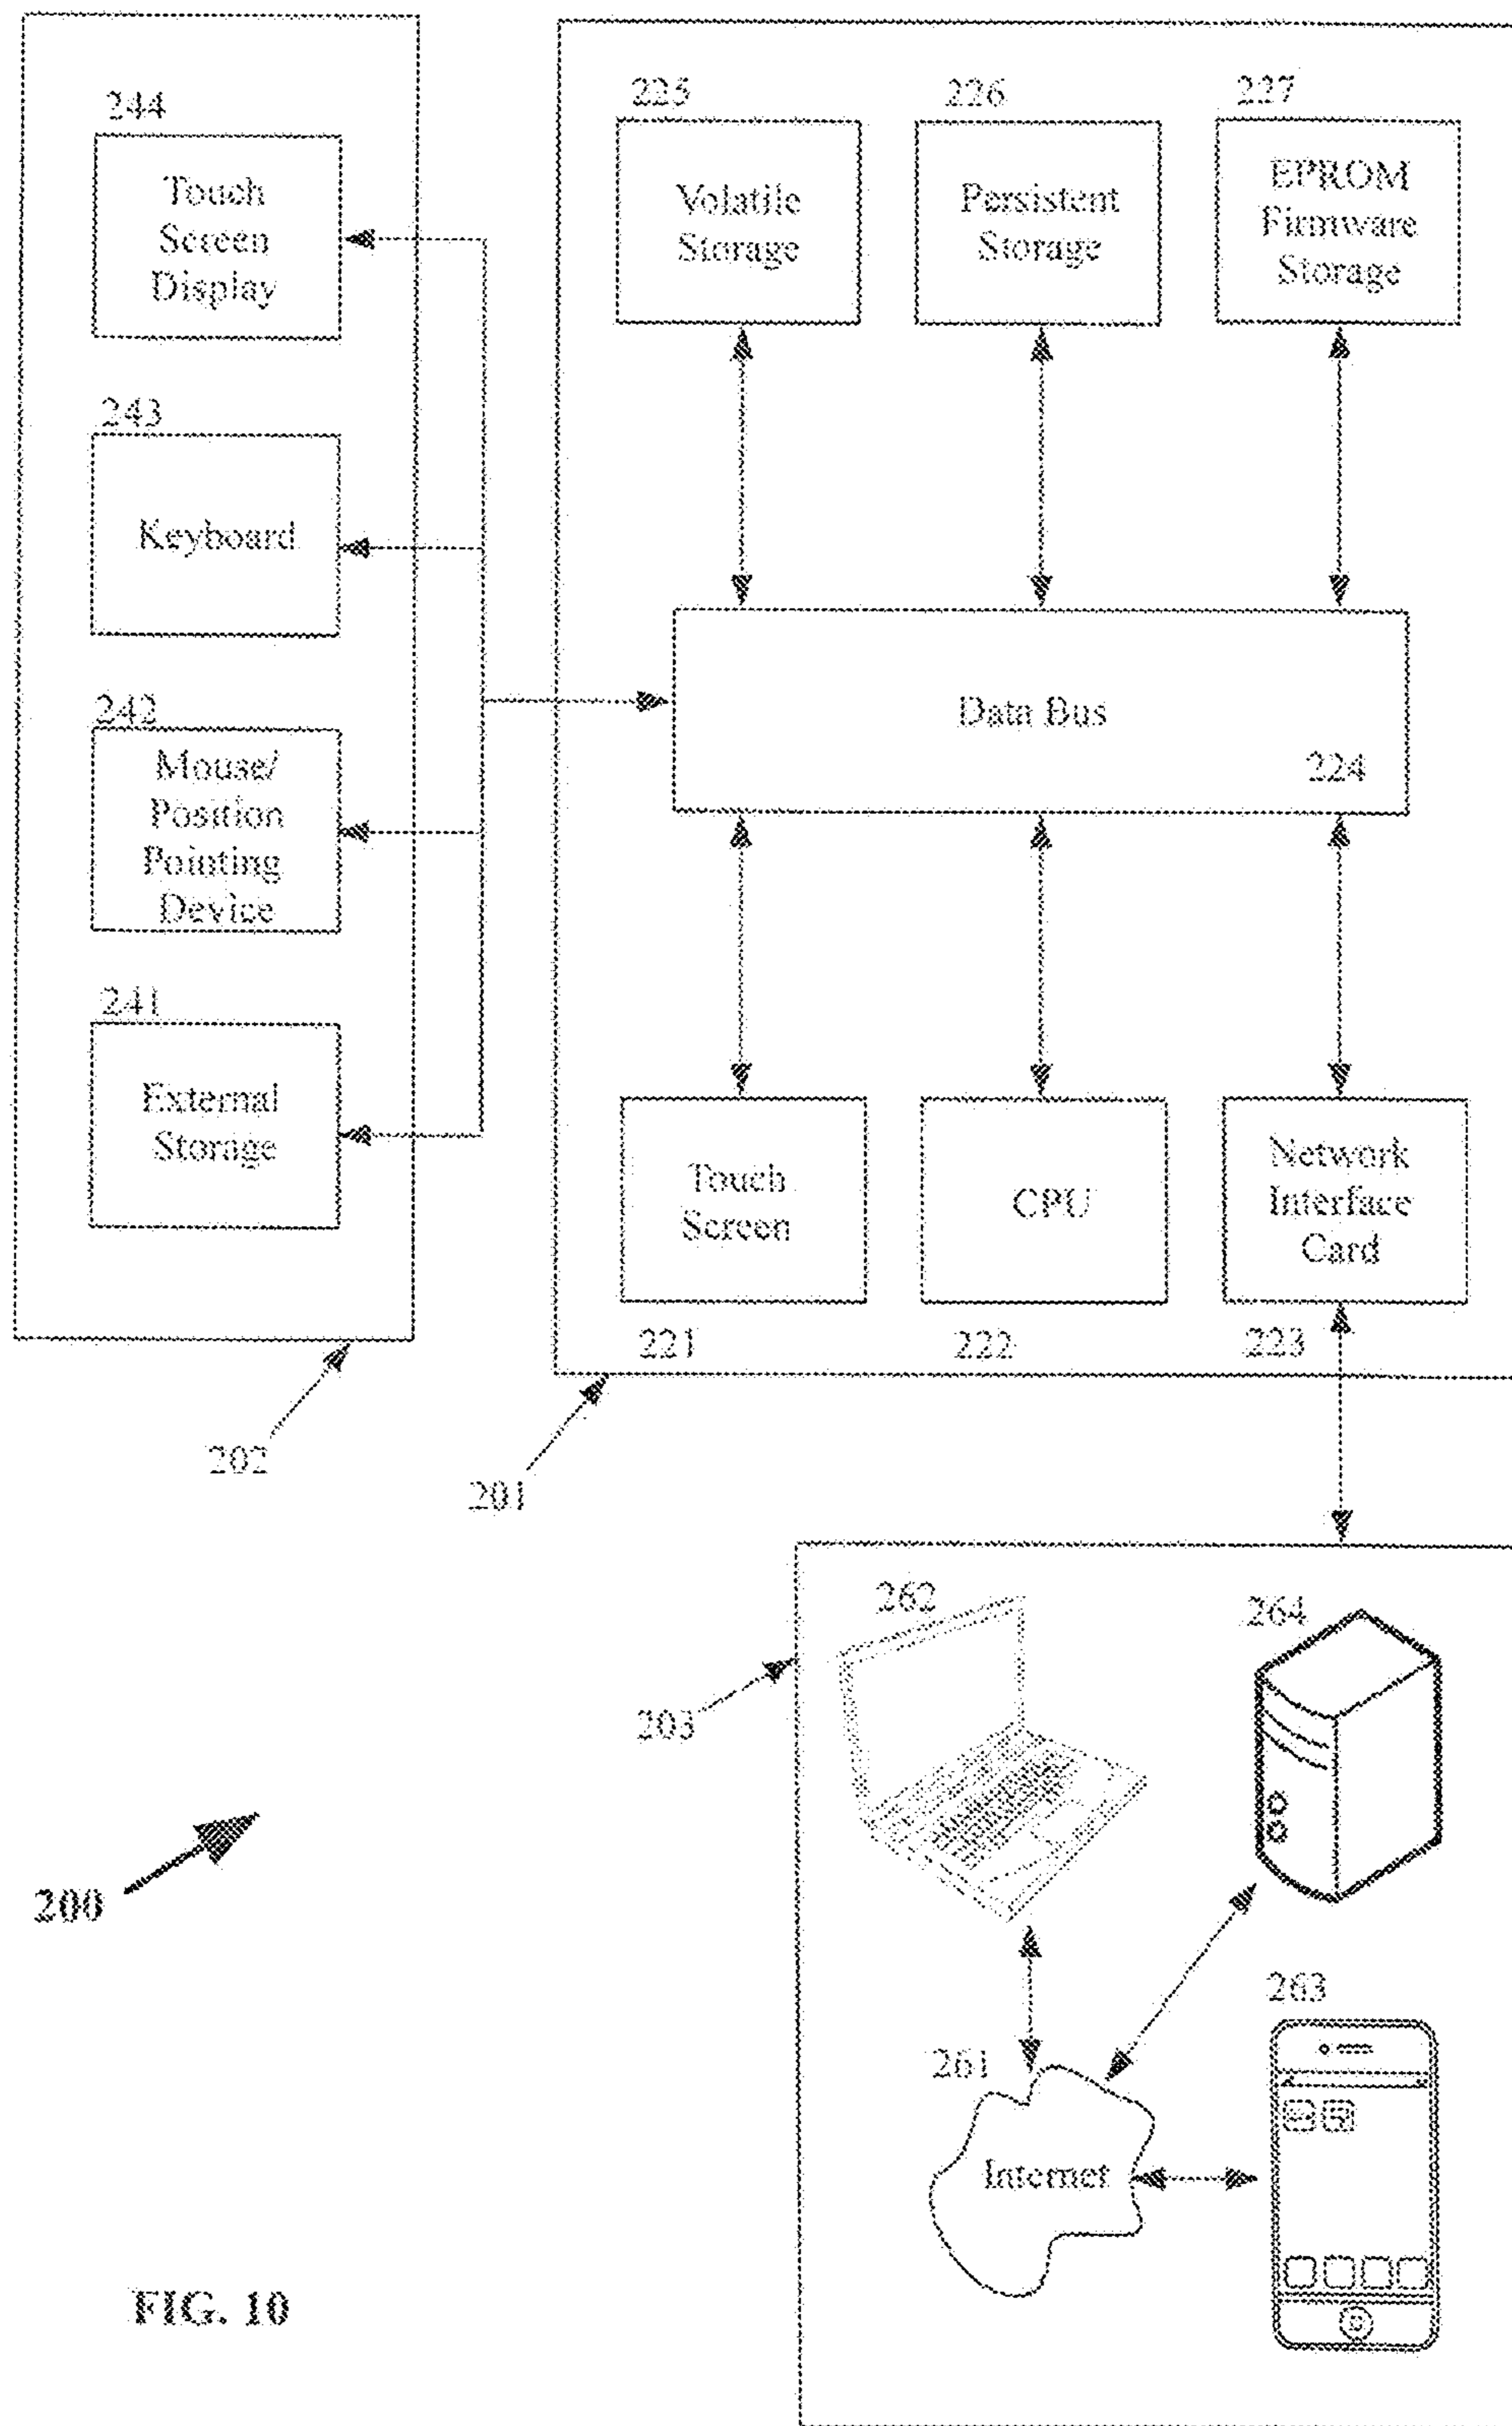 244
Touch
Screen
Display
243
Keyboard
242
Mouse/
Position
Pointing
Device
241
External
Storage
202
225
Volatile
Storage
226
Persistent
Storage
227
EPROM
Firmware
Storage
Data Bus
224
Touch
Screen
221
CPU
222
Network
Interface
Card
223
201
262
264
203
200
263
261
Internet
FIG. 10